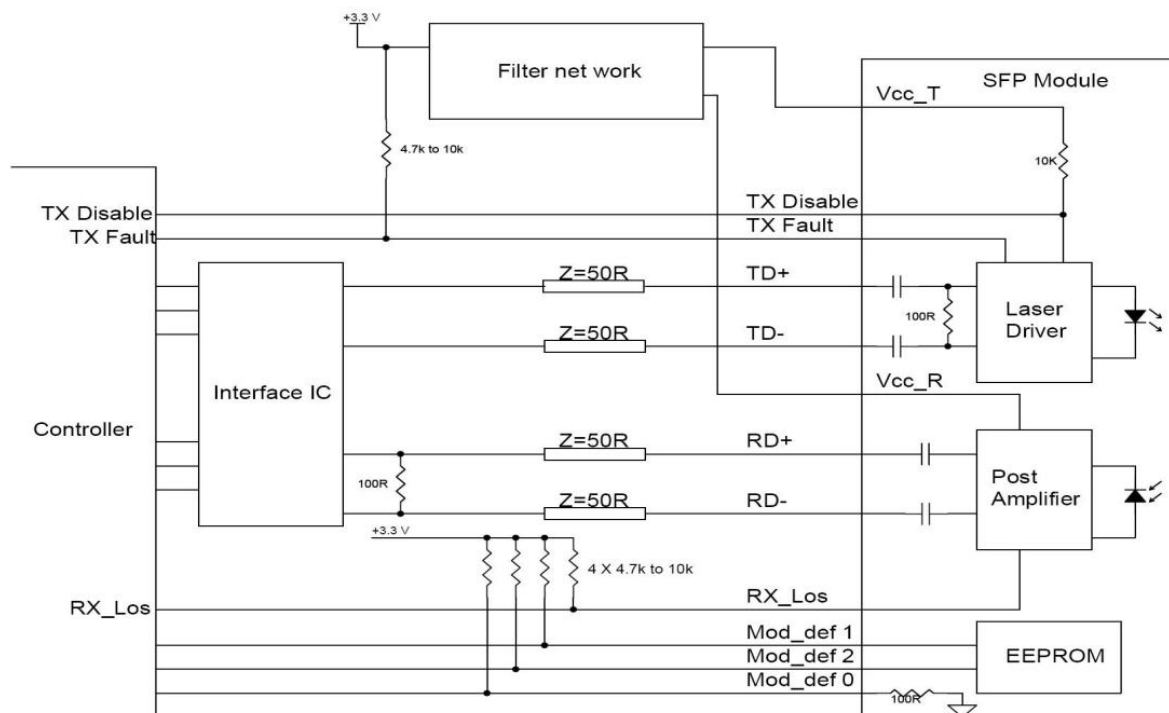 +3.3 V
Filter net work
SFP Module
Vcc_T
4.7k to 10k
10K
TX Disable
TX Disable
TX Fault
TX Fault
Z=50R
TD+
100R
Laser
Driver
Z=50R
TD-
Interface IC
Vcc_R
Controller
Z=50R
RD+
100R
Post
Amplifier
Z=50R
RD-
+3.3 V
4 X 4.7k to 10k
RX_Los
RX_Los
Mod_def 1
Mod_def 2
EEPROM
Mod_def 0
100R